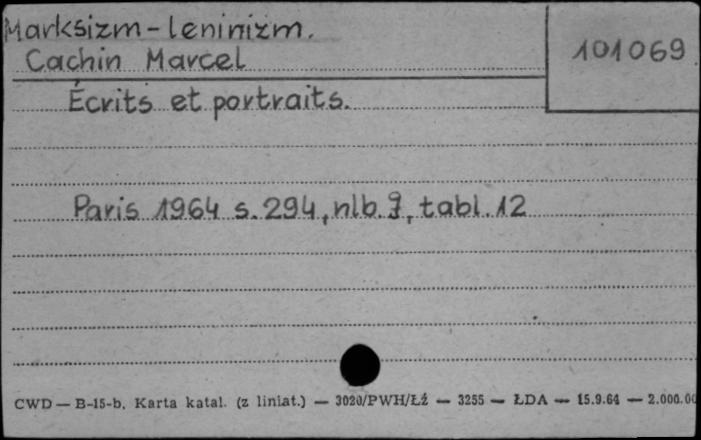 Marksizm-leninizm.
Cachin Marcel
101069
Écrits et portraits.
Paris 1964 s. 294, nlb. 9, tabl. 12
CWD — B-15-b. Karta katal. (z liniat.) — 3020/PWH/Łź — 3255 — ŁDA — 15.9.64 — 2.000.00